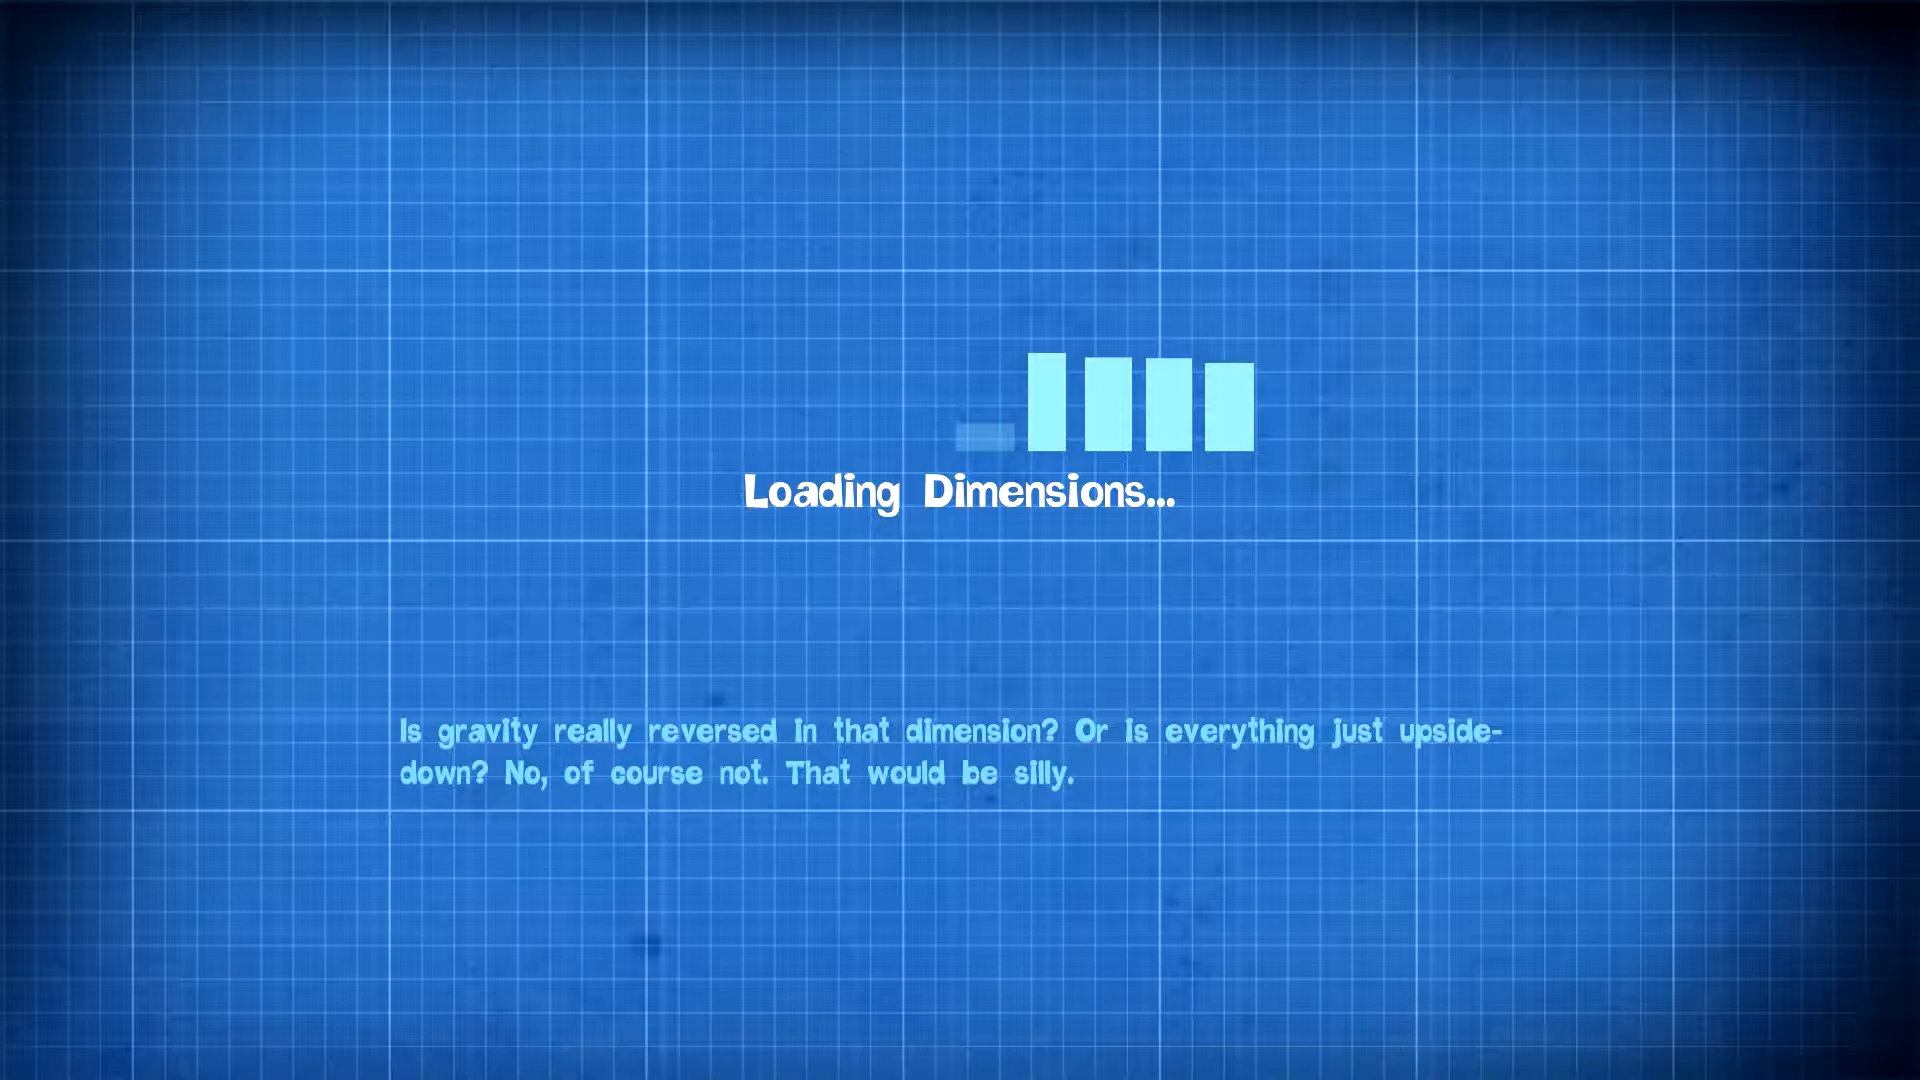 Loading Dimensions...
Is gravity really reversed in that dimension? Or is everything just upside-
down? No, of course not. That would be silly.